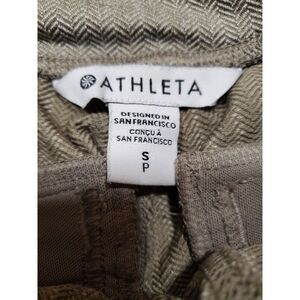 ATHLETA
DESIGNED IN
SAN FRANCISCO
CONÇU À
SAN FRANCISCO
S
P